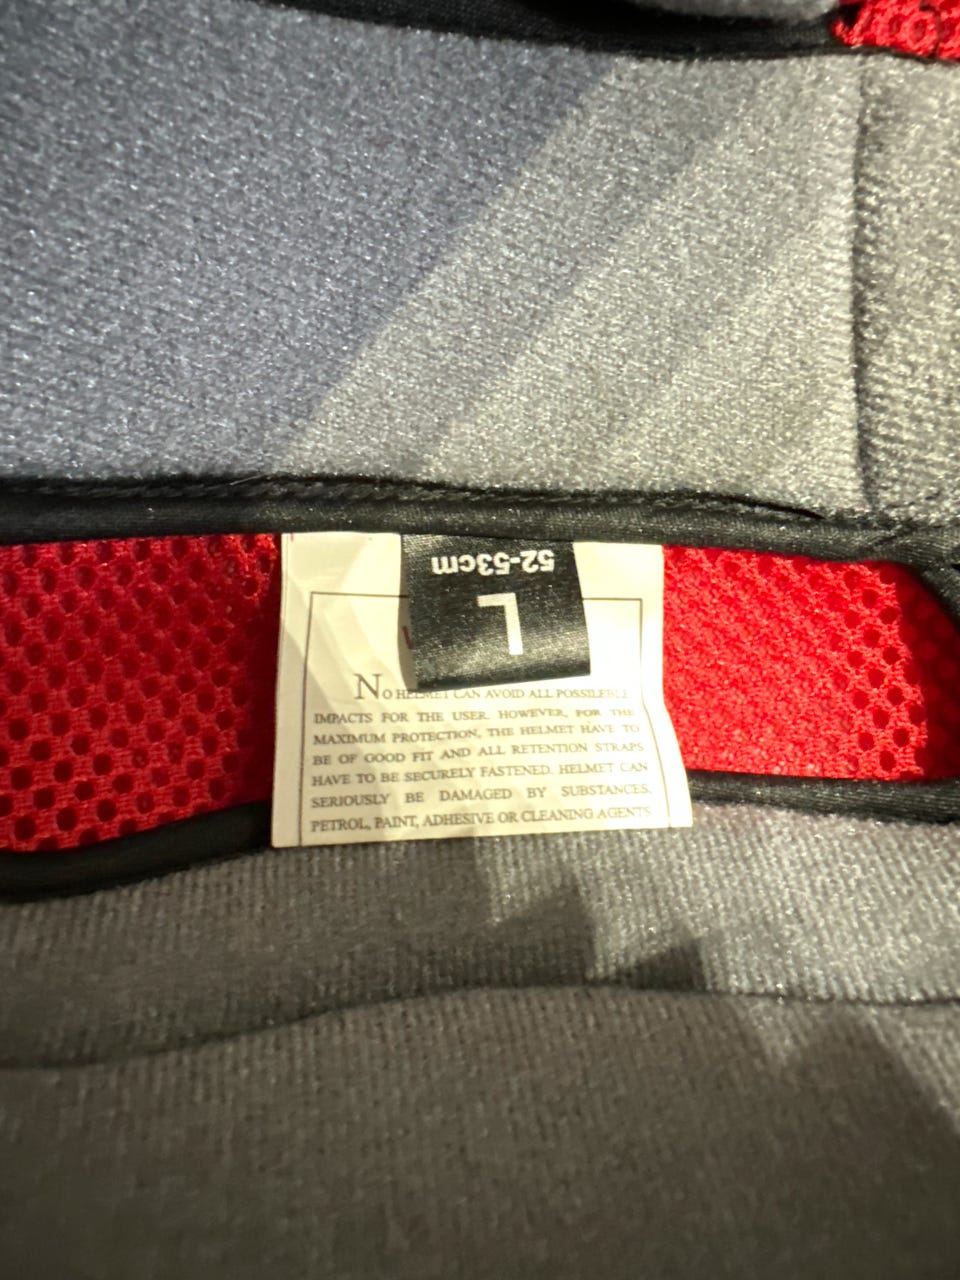 52-53cm
L
NO HELMET CAN AVOID ALL POSSILEBLE
IMPACTS FOR THE USER. HOWEVER, FOR THE
MAXIMUM PROTECTION, THE HELMET HAVE TO
BE OF GOOD FIT AND ALL RETENTION STRAPS
HAVE TO BE SECURELY FASTENED. HELMET CAN
SERIOUSLY BE DAMAGED BY SUBSTANCES,
PETROL, PAINT, ADHESIVE OR CLEANING AGENTS